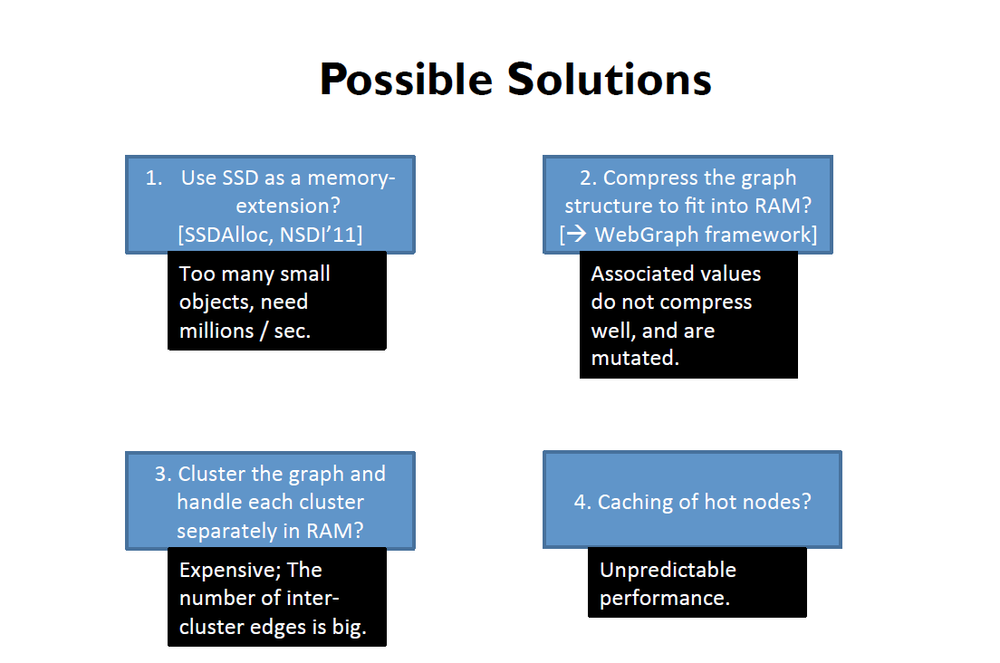 Possible Solutions
1. Use SSD as a memory-
extension?
[SSDAlloc, NSDI’11]
Too many small
objects, need
millions / sec.
2. Compress the graph
structure to fit into RAM?
[→ WebGraph framework]
Associated values
do not compress
well, and are
mutated.
3. Cluster the graph and
handle each cluster
separately in RAM?
Expensive; The
number of inter-
cluster edges is big.
4. Caching of hot nodes?
Unpredictable
performance.